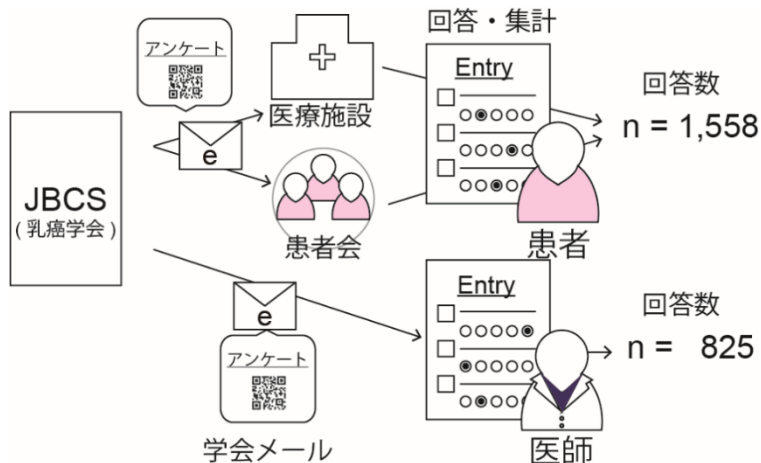 回答・集計
アンケート
Entry
医療施設
e
回答数
n = 1,558
JBCS
(乳癌学会)
患者会
患者
Entry
e
回答数
n = 825
アンケート
学会メール
医師